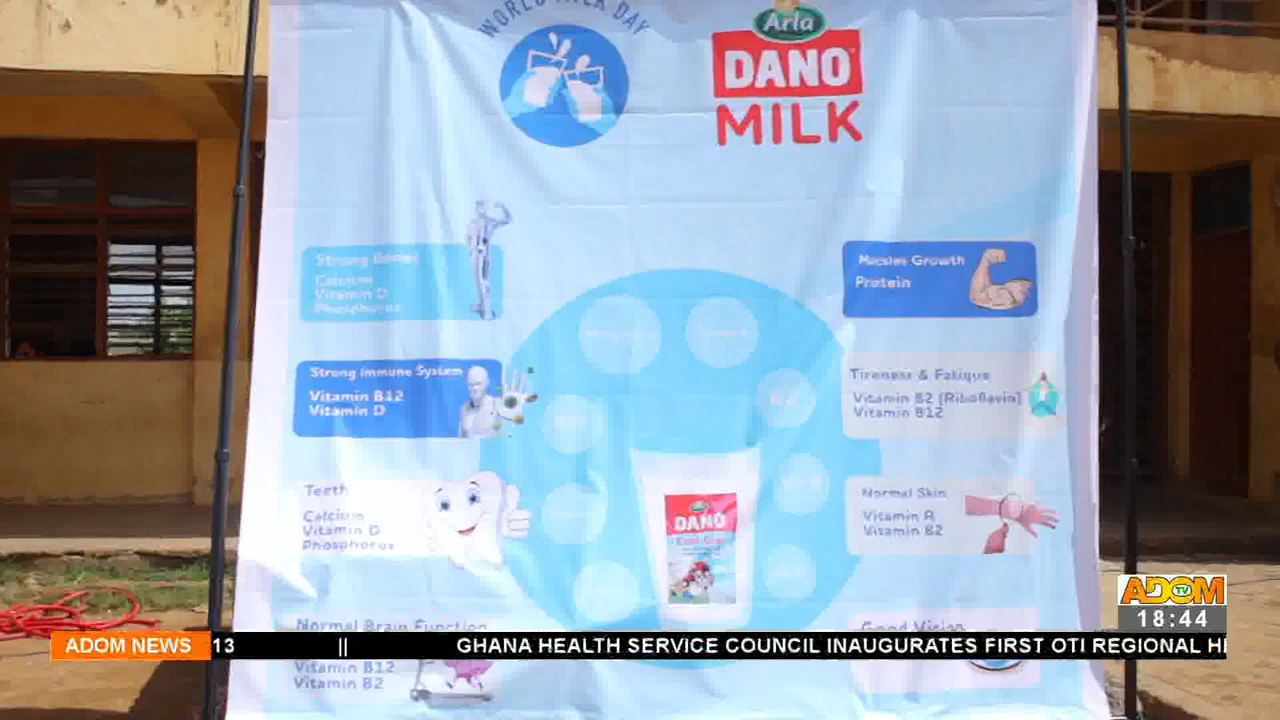 WORLD MILK DAY
Arla
DANO
MILK
Strong Bones
Calcium
Vitamin D
Phosphorus
Strong Immune System
Vitamin B12
Vitamin D
Teeth
Calcium
Vitamin D
Phosphorus
Normal Brain Function
Vitamin B12
Vitamin B2
Growth
Protein
& Fatigue
Vitamin B2 (Riboflavin)
Vitamin B12
Normal Skin
Vitamin A
Vitamin B2
Good Vision
DANO
Cool Cow
ADOM
TV
18:44
ADOM NEWS 13 || GHANA HEALTH SERVICE COUNCIL INAUGURATES FIRST OTI REGIONAL HE